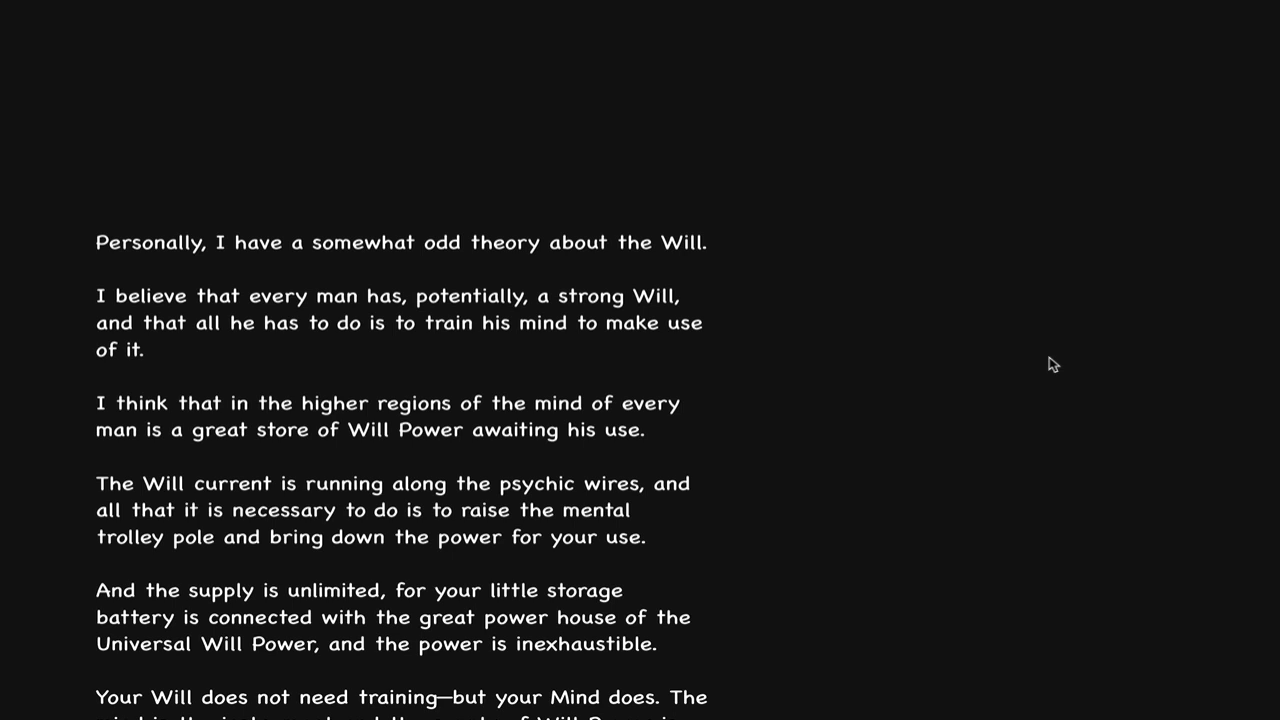 Personally, I have a somewhat odd theory about the Will.
I believe that every man has, potentially, a strong Will,
and that all he has to do is to train his mind to make use
of it.
I think that in the higher regions of the mind of every
man is a great store of Will Power awaiting his use.
The Will current is running along the psychic wires, and
all that it is necessary to do is to raise the mental
trolley pole and bring down the power for your use.
And the supply is unlimited, for your little storage
battery is connected with the great power house of the
Universal Will Power, and the power is inexhaustible.
Your Will does not need training—but your Mind does. The